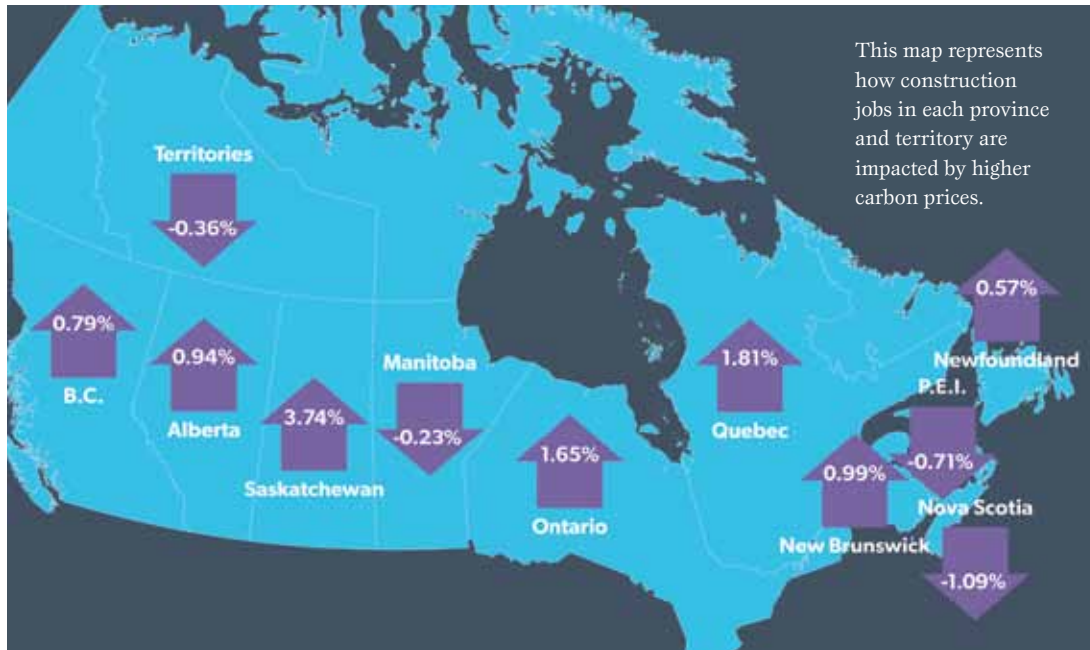 This map represents
how construction
jobs in each province
and territory are
impacted by higher
carbon prices.
Territories
-0.36%
0.79%
B.C.
0.94%
Alberta
3.74%
Saskatchewan
Manitoba
-0.23%
1.65%
Ontario
1.81%
Quebec
0.57%
Newfoundland
P.E.I.
-0.71%
0.99%
New Brunswick
Nova Scotia
-1.09%